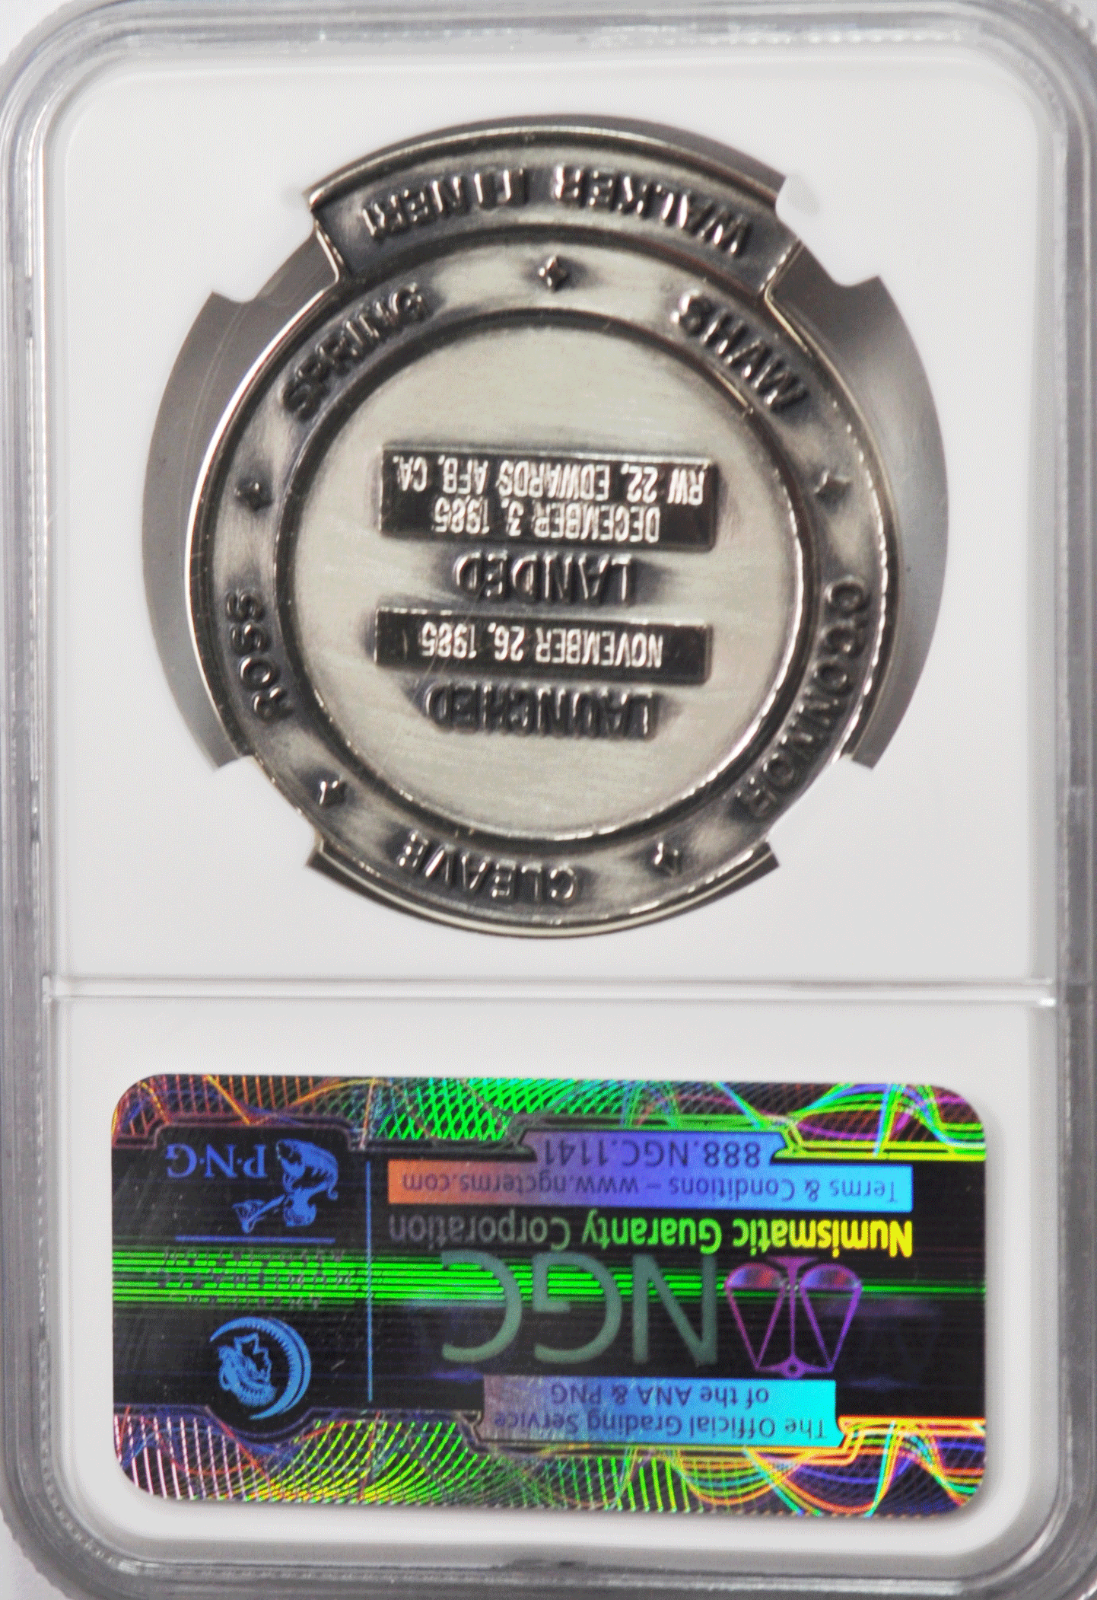 The Official Grading Service
of the ANA & PNG
NGC
Numismatic Guaranty Corporation
Terms & Conditions – www.ngcterms.com
888.NGC.1141
P·N·G
SHAW
O'CONNOR
CLEAVE
ROSS
SPRING
LAUNCHED
NOVEMBER 26, 1985
LANDED
DECEMBER 3, 1985
RW 22, EDWARDS AFB, CA.
WALKER NERI